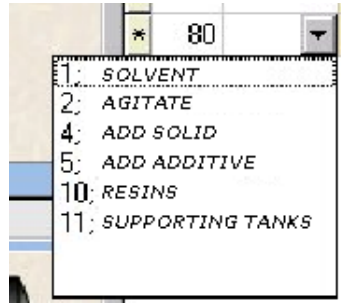 * 80
1; SOLVENT
2; AGITATE
4; ADD SOLID
5; ADD ADDITIVE
10; RESINS
11; SUPPORTING TANKS